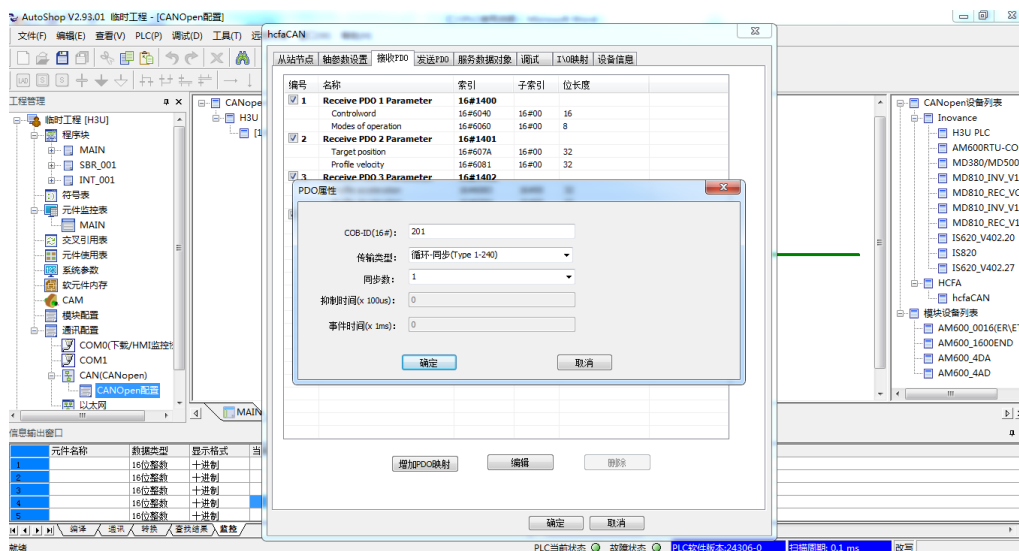 AutoShop V2.93.01 临时工程 - [CANOpen配置]
文件(F) 编辑(E) 查看(V) PLC(P) 调试(D) 工具(T) 远
工程管理
临时工程 [H3U]
程序块
MAIN
SBR_001
INT_001
符号表
元件监控表
MAIN
交叉引用表
元件使用表
系统参数
软元件内存
CAM
模块配置
通讯配置
COM0(下载/HMI监控
COM1
CAN(CANopen)
CANOpen配置
以太网
CANope
H3U
[1
MAIN
hcfaCAN
从站节点 轴参数设置 接收PDO 发送PDO 服务数据对象 调试 I\O映射 设备信息
编号 名称 索引 子索引 位长度
1 Receive PDO 1 Parameter 16#1400
Controlword 16#6040 16#00 16
Modes of operation 16#6060 16#00 8
2 Receive PDO 2 Parameter 16#1401
Target position 16#607A 16#00 32
Profile velocity 16#6081 16#00 32
3 Receive PDO 3 Parameter 16#1402
PDO属性
COB-ID(16#): 201
传输类型: 循环-同步(Type 1-240)
同步数: 1
抑制时间(x 100us): 0
事件时间(x 1ms): 0
确定 取消
增加PDO映射 编辑 删除
确定 取消
CANopen设备列表
Inovance
H3U PLC
AM600RTU-CO
MD380/MD500
MD810_INV_V1
MD810_REC_VC
MD810_INV_V1
MD810_REC_V1
IS620_V402.20
IS820
IS620_V402.27
HCFA
hcfaCAN
模块设备列表
AM600_0016(ER\ET
AM600_1600END
AM600_4DA
AM600_4AD
信息输出窗口
元件名称 数据类型 显示格式 当
1 16位整数 十进制
2 16位整数 十进制
3 16位整数 十进制
4 16位整数 十进制
5 16位整数 十进制
编译 通讯 转换 查找结果 监控
就绪 PLC当前状态 故障状态 PLC软件版本:24306-0 扫描周期: 0.1 ms 改写